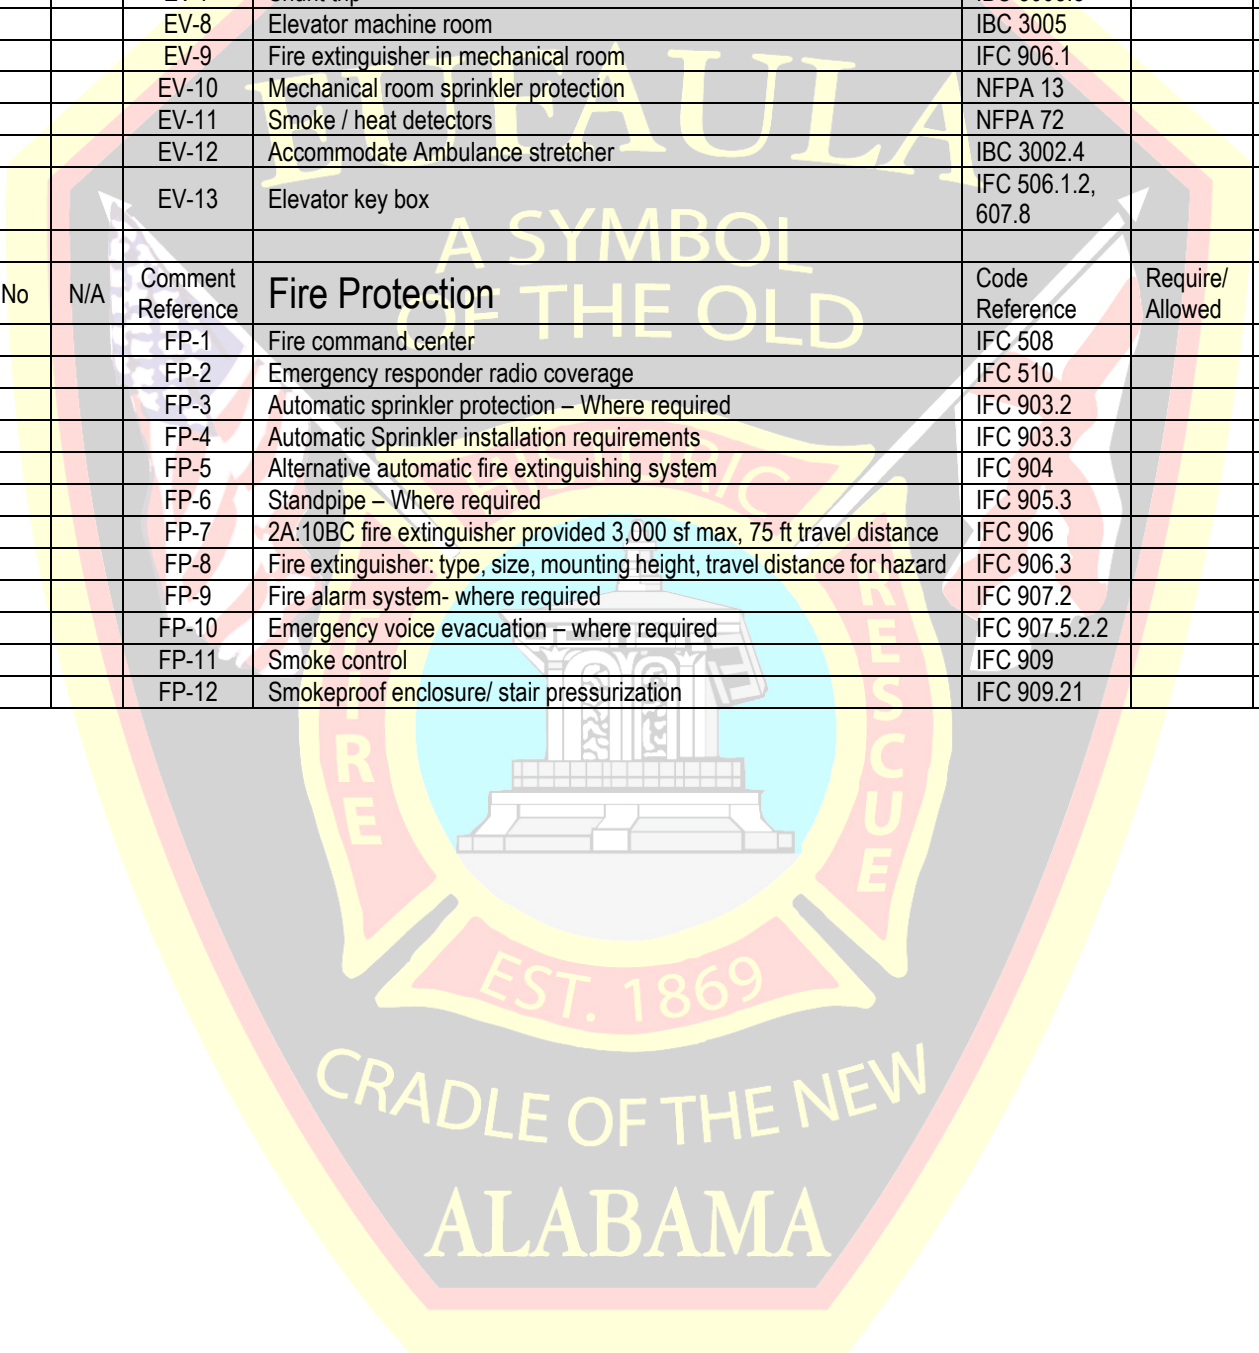 EV-8 Elevator machine room IBC 3005
EV-9 Fire extinguisher in mechanical room IFC 906.1
EV-10 Mechanical room sprinkler protection NFPA 13
EV-11 Smoke / heat detectors NFPA 72
EV-12 Accommodate Ambulance stretcher IBC 3002.4
EV-13 Elevator key box IFC 506.1.2,
607.8
No N/A Comment
Reference Fire Protection Code
Reference Require/
Allowed
FP-1 Fire command center IFC 508
FP-2 Emergency responder radio coverage IFC 510
FP-3 Automatic sprinkler protection – Where required IFC 903.2
FP-4 Automatic Sprinkler installation requirements IFC 903.3
FP-5 Alternative automatic fire extinguishing system IFC 904
FP-6 Standpipe – Where required IFC 905.3
FP-7 2A:10BC fire extinguisher provided 3,000 sf max, 75 ft travel distance IFC 906
FP-8 Fire extinguisher: type, size, mounting height, travel distance for hazard IFC 906.3
FP-9 Fire alarm system- where required IFC 907.2
FP-10 Emergency voice evacuation – where required IFC 907.5.2.2
FP-11 Smoke control IFC 909
FP-12 Smokeproof enclosure/ stair pressurization IFC 909.21
EUFAULA
A SYMBOL
OF THE OLD
HISTORIC
FIRE
RESCUE
EST. 1869
CRADLE OF THE NEW
ALABAMA